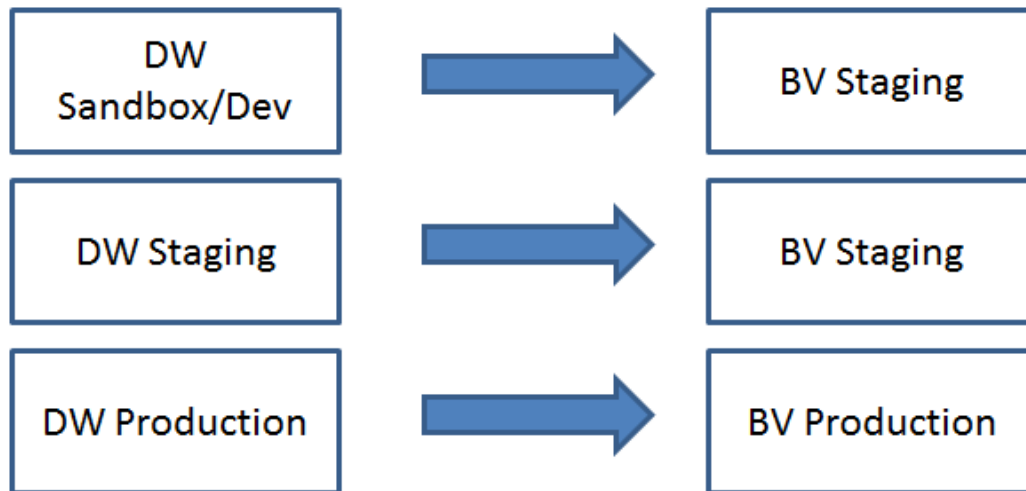 DW
Sandbox/Dev
BV Staging
DW Staging
BV Staging
DW Production
BV Production